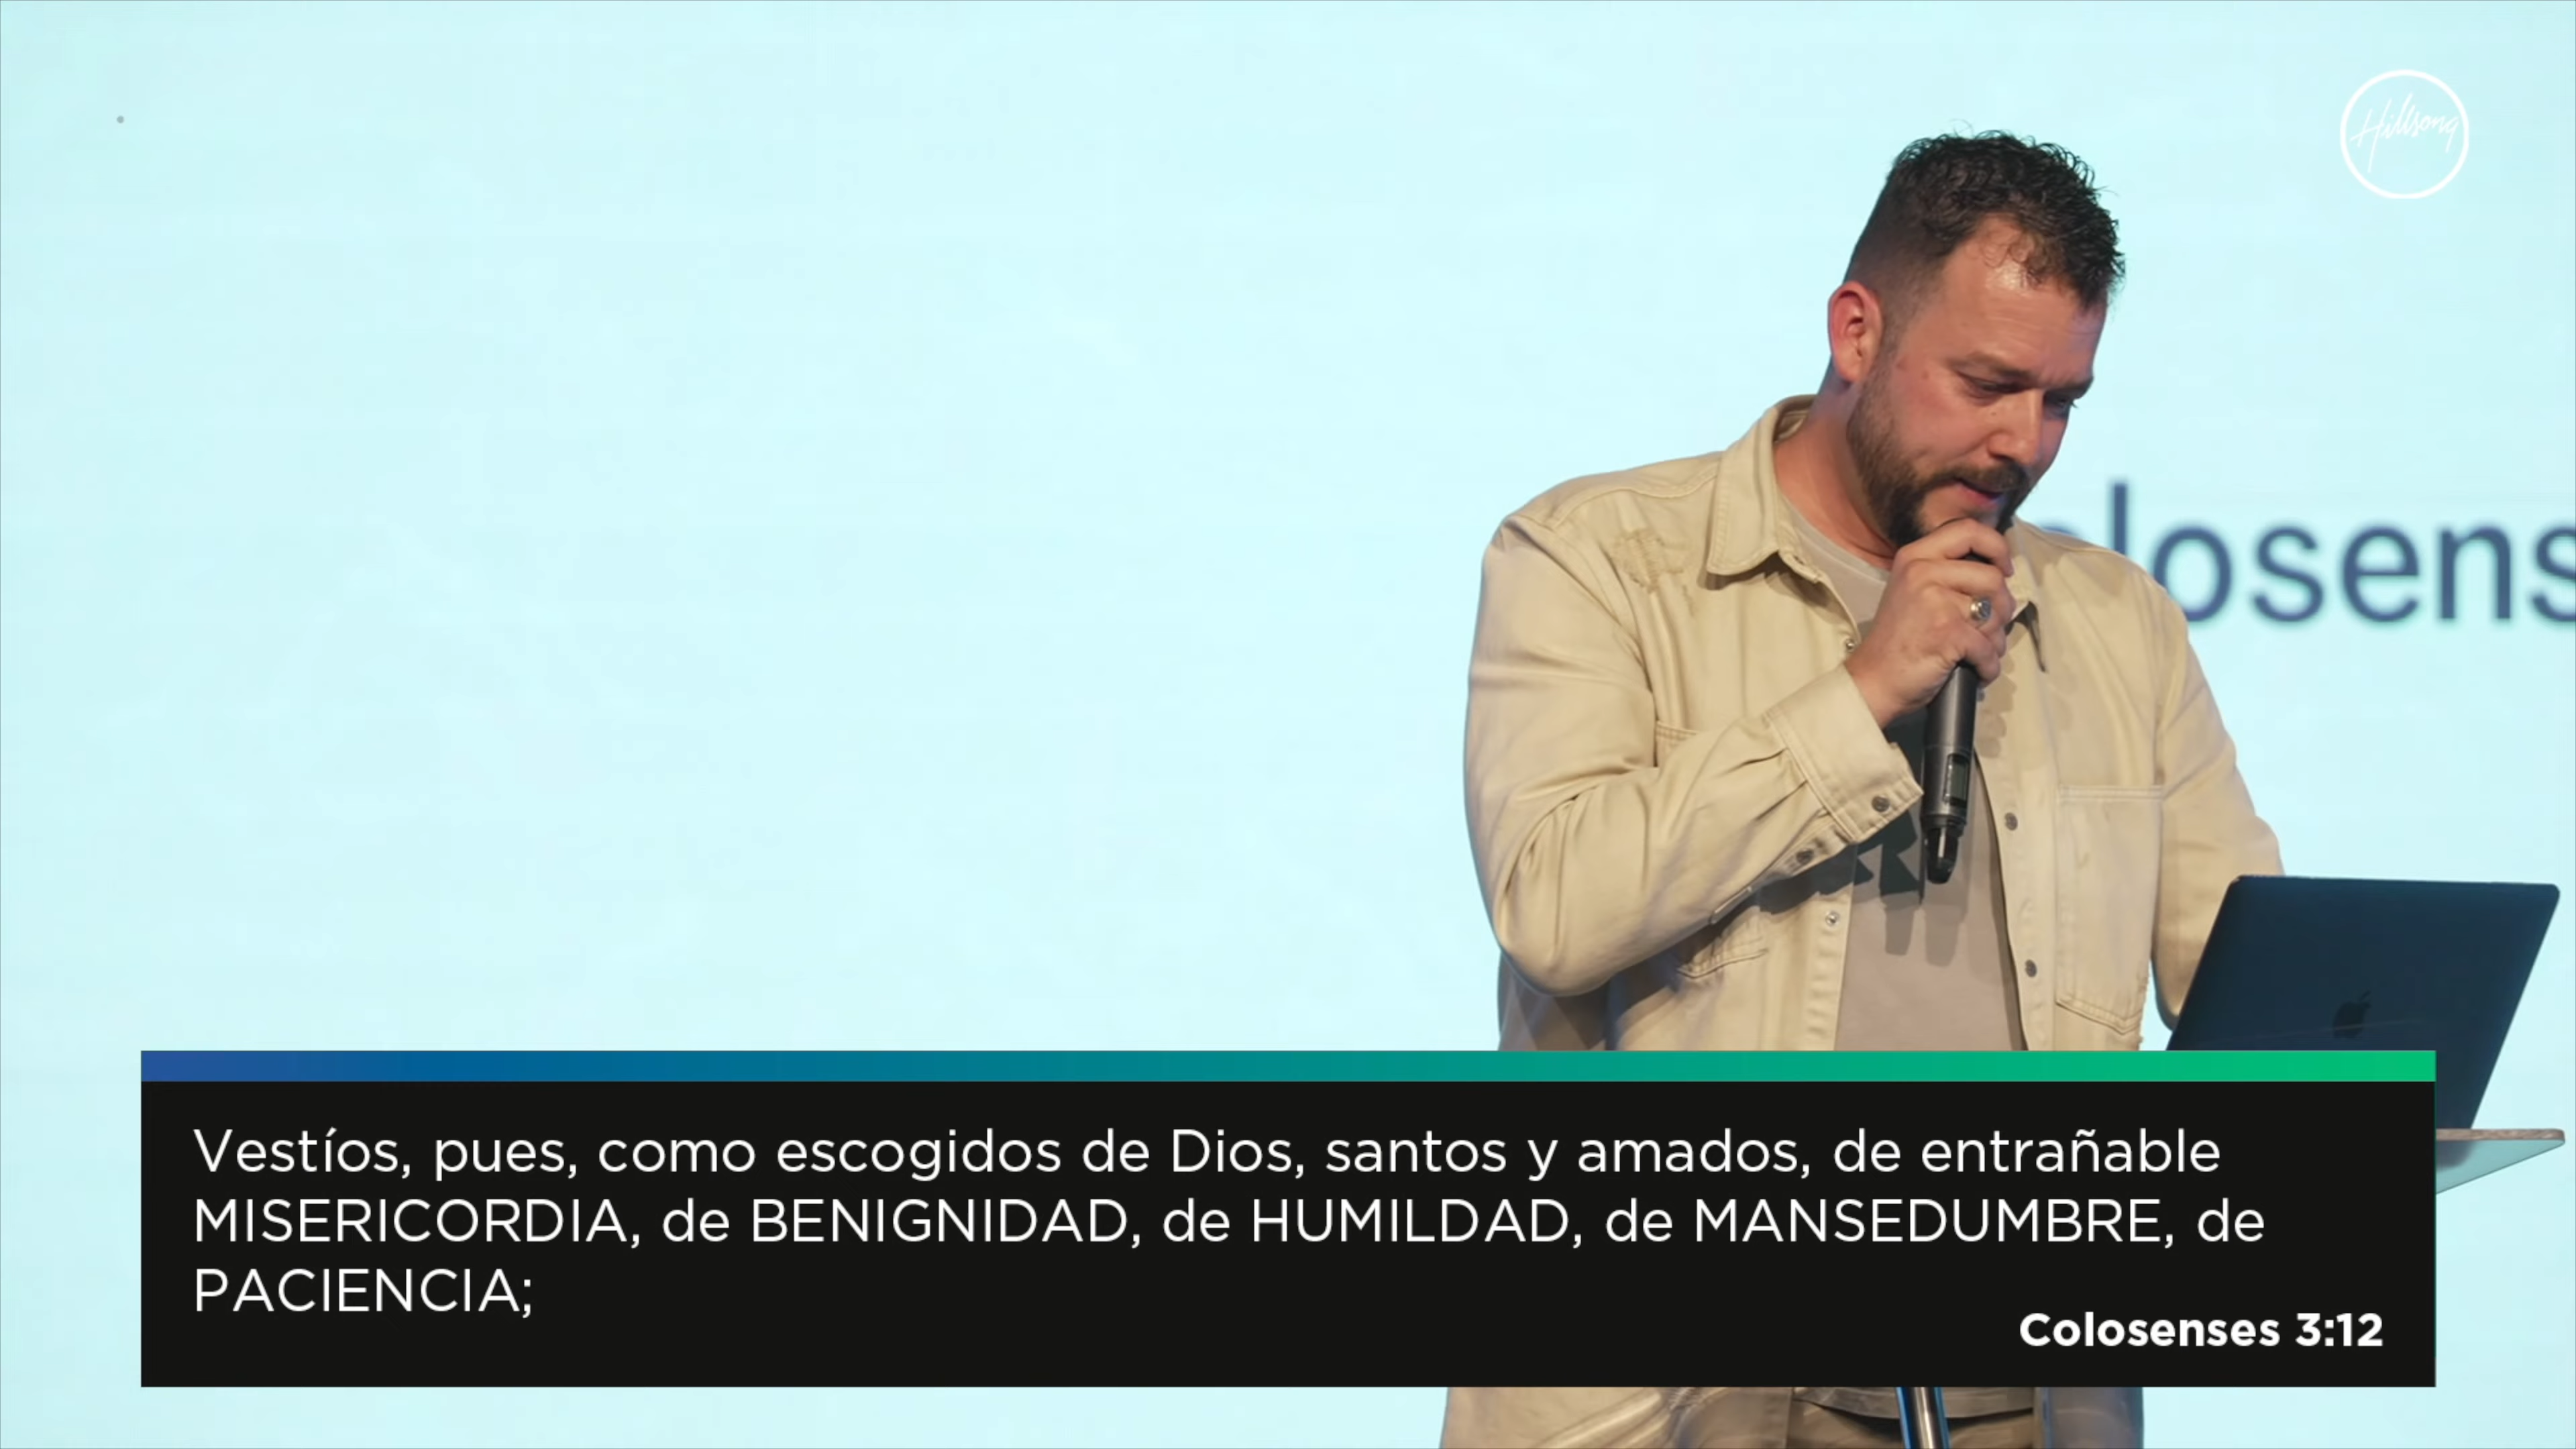 Hillsong
losens
Vestíos, pues, como escogidos de Dios, santos y amados, de entrañable
MISERICORDIA, de BENIGNIDAD, de HUMILDAD, de MANSEDUMBRE, de
PACIENCIA;
Colosenses 3:12